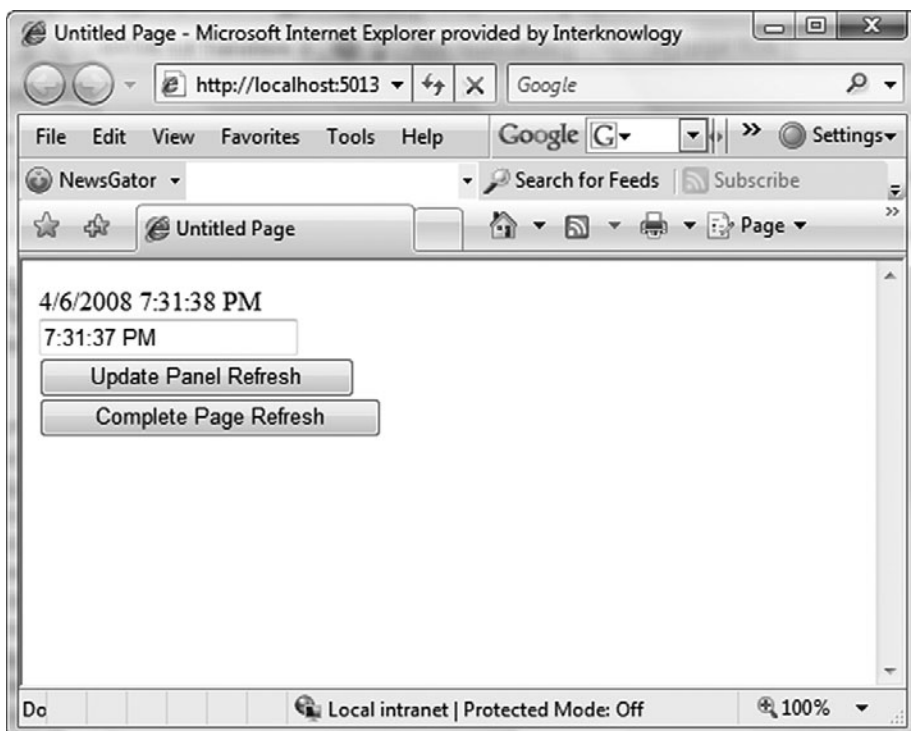 Untitled Page - Microsoft Internet Explorer provided by Interknowlogy
http://localhost:5013
Google
File Edit View Favorites Tools Help Google G Settings
NewsGator Search for Feeds Subscribe
Untitled Page Page
4/6/2008 7:31:38 PM
7:31:37 PM
Update Panel Refresh
Complete Page Refresh
Do Local intranet | Protected Mode: Off 100%